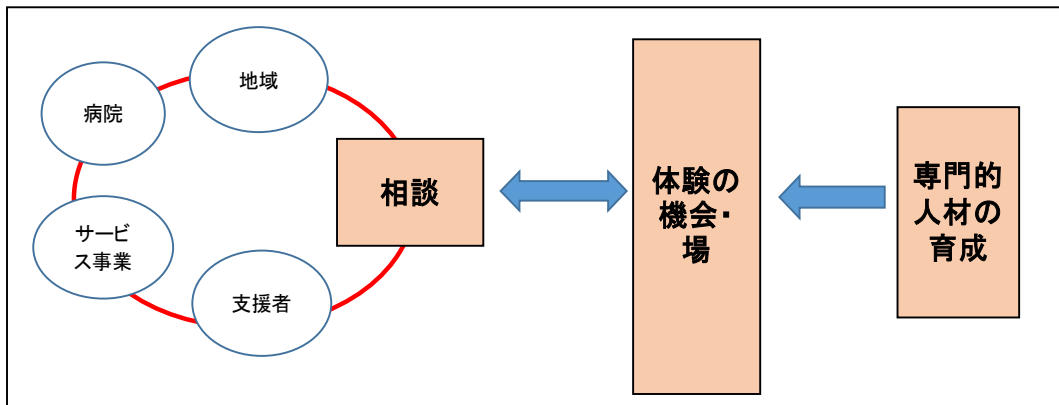 地域
病院
サービ
ス事業
支援者
相談
体験の
機会・
場
専門的
人材の
育成